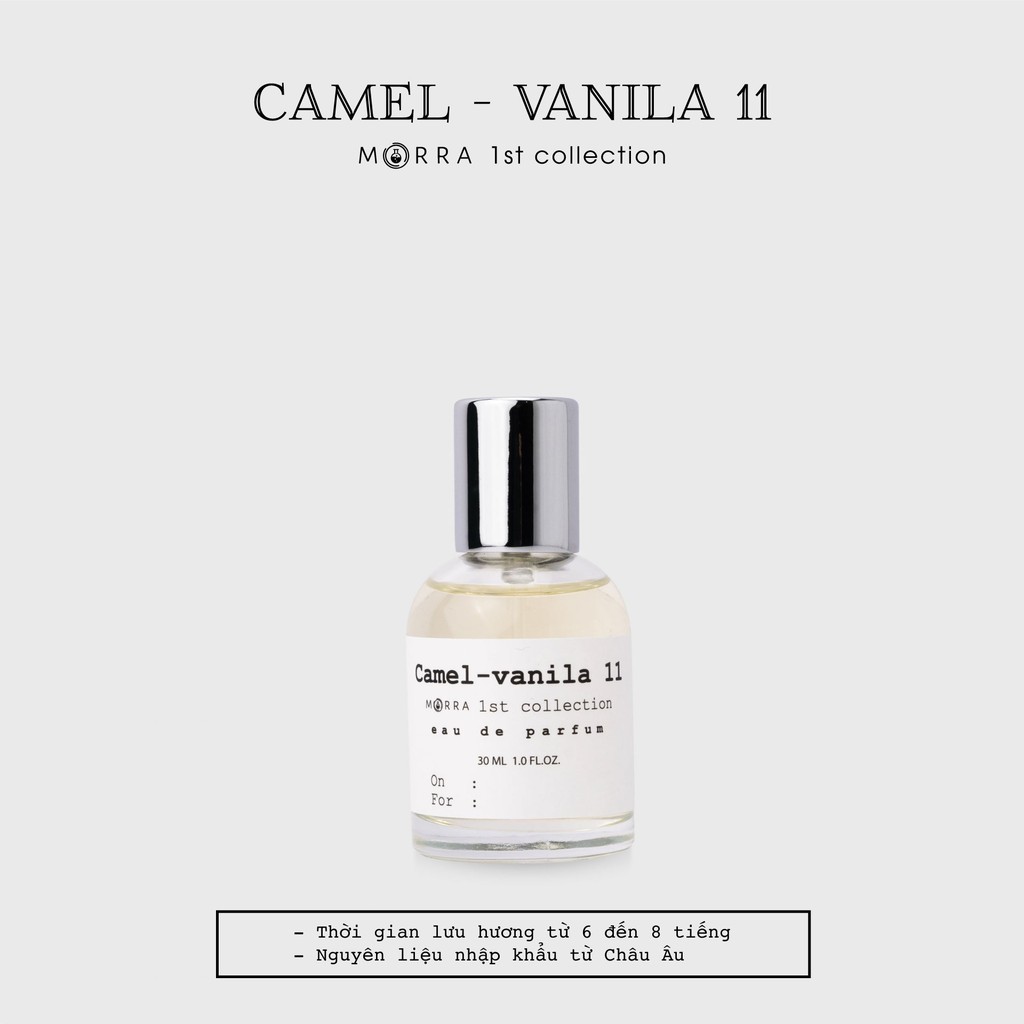 CAMEL - VANILA 11
MORRA 1st collection
Camel-vanila 11
MORRA 1st collection
eau de parfum
30 ML 1.0 FL.OZ.
On :
For :
- Thời gian lưu hương từ 6 đến 8 tiếng
- Nguyên liệu nhập khẩu từ Châu Âu